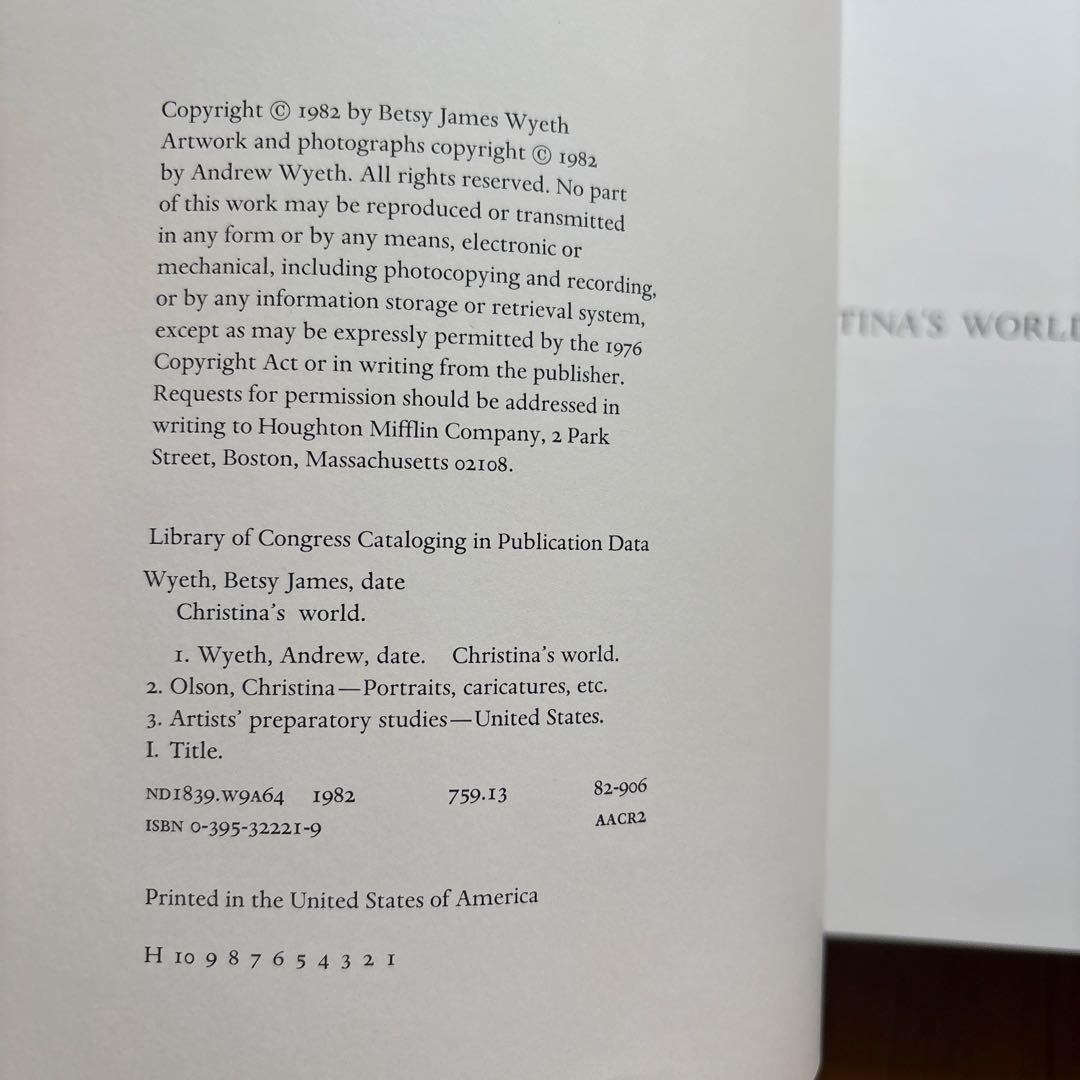 Copyright © 1982 by Betsy James Wyeth
Artwork and photographs copyright © 1982
by Andrew Wyeth. All rights reserved. No part
of this work may be reproduced or transmitted
in any form or by any means, electronic or
mechanical, including photocopying and recording,
or by any information storage or retrieval system,
except as may be expressly permitted by the 1976
Copyright Act or in writing from the publisher.
Requests for permission should be addressed in
writing to Houghton Mifflin Company, 2 Park
Street, Boston, Massachusetts 02108.
Library of Congress Cataloging in Publication Data
Wyeth, Betsy James, date
Christina's world.
1. Wyeth, Andrew, date. Christina's world.
2. Olson, Christina—Portraits, caricatures, etc.
3. Artists' preparatory studies—United States.
I. Title.
ND1839.W9A64 1982 759.13 82-906
ISBN 0-395-32221-9 AACR2
Printed in the United States of America
H 10 9 8 7 6 5 4 3 2 1
TINA'S WORLD